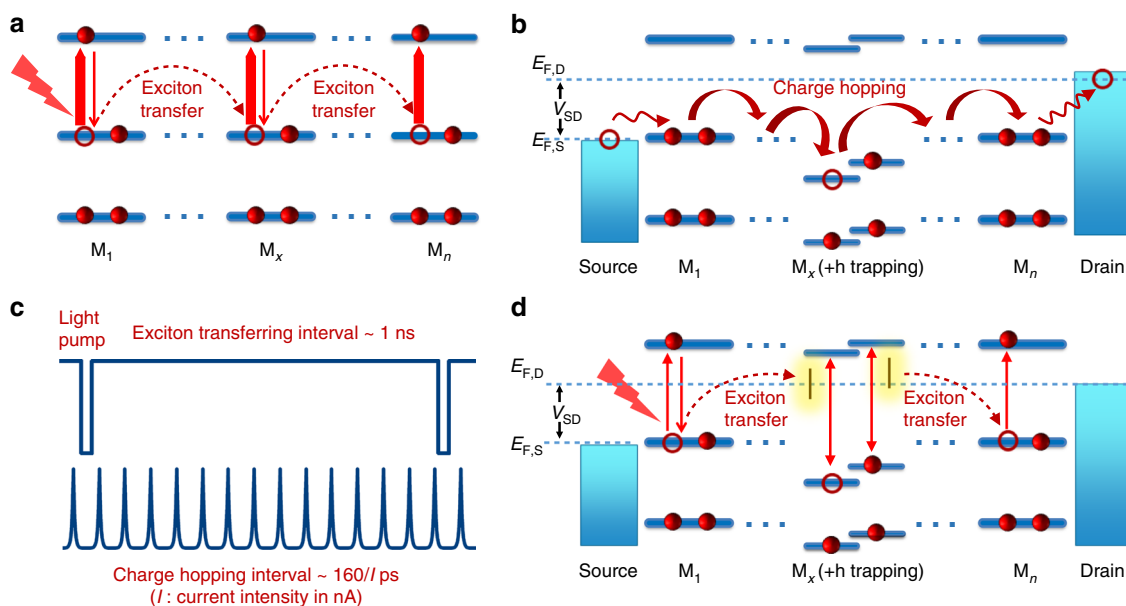 a
Exciton
transfer
Exciton
transfer
M1
Mx
Mn
b
EF,D
VSD
EF,S
Charge hopping
Source
M1
Mx (+h trapping)
Mn
Drain
c
Light
pump
Exciton transferring interval ~ 1 ns
Charge hopping interval ~ 160/I ps
(I : current intensity in nA)
d
EF,D
VSD
EF,S
Exciton
transfer
Exciton
transfer
Source
M1
Mx (+h trapping)
Mn
Drain